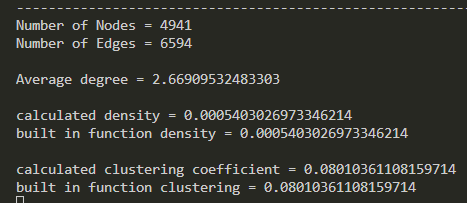 --------------------------------------------------------
Number of Nodes = 4941
Number of Edges = 6594
Average degree = 2.66909532483303
calculated density = 0.0005403026973346214
built in function density = 0.0005403026973346214
calculated clustering coefficient = 0.08010361108159714
built in function clustering = 0.08010361108159714